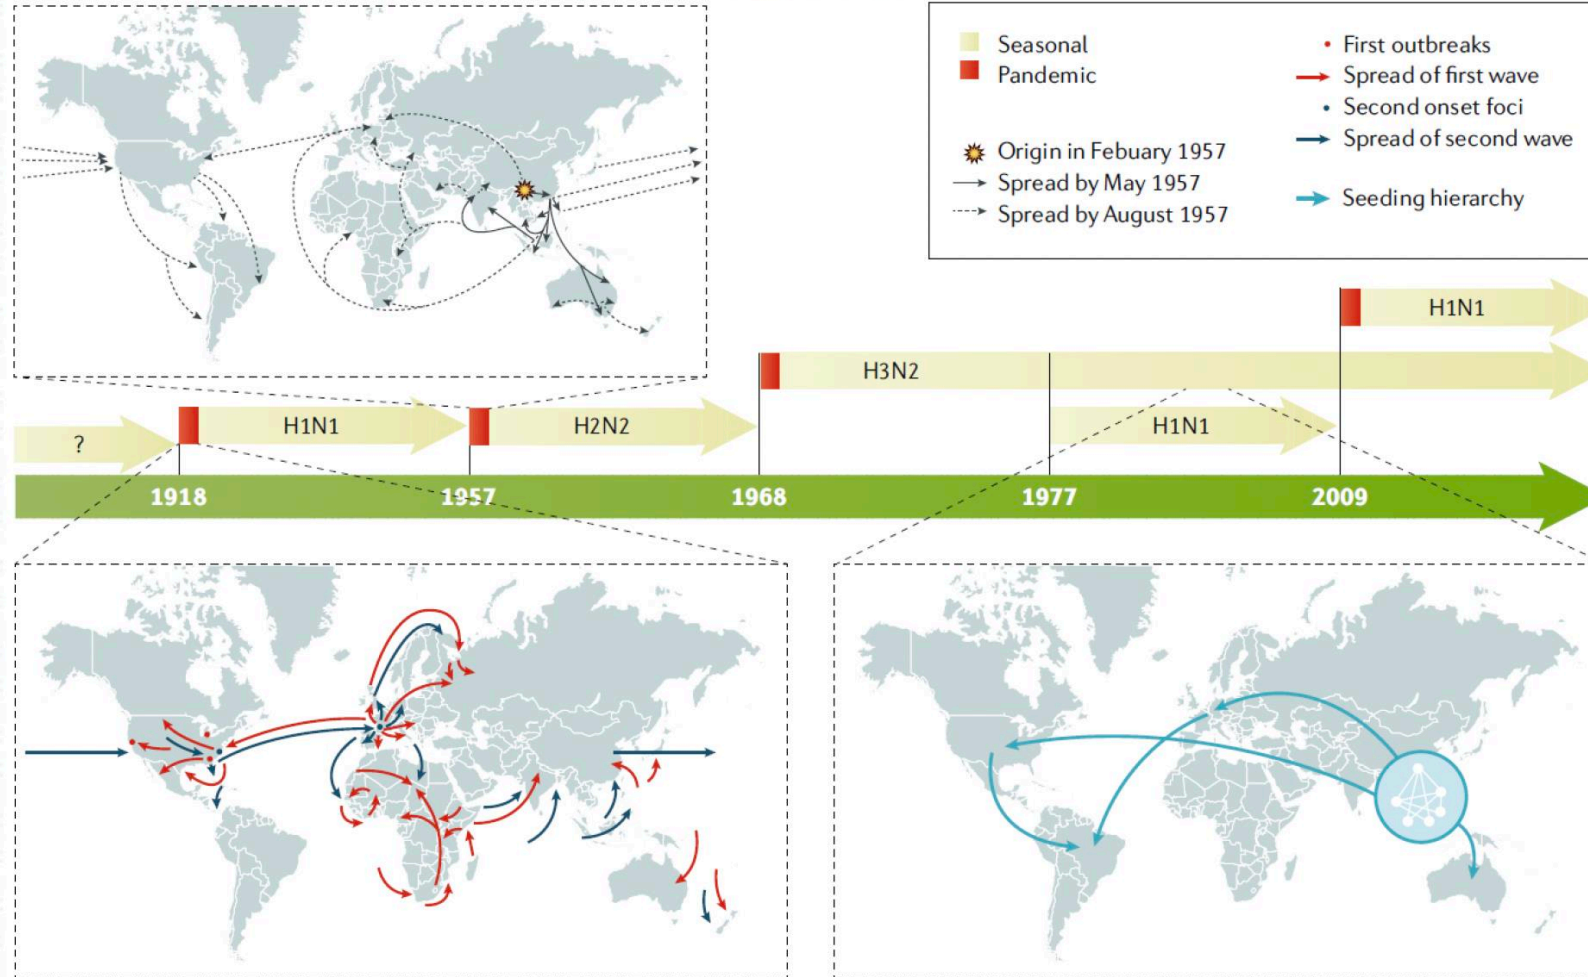 Seasonal
Pandemic
Origin in Febuary 1957
Spread by May 1957
Spread by August 1957
First outbreaks
Spread of first wave
Second onset foci
Spread of second wave
Seeding hierarchy
H1N1
H3N2
?
H1N1
H2N2
H1N1
1918
1957
1968
1977
2009